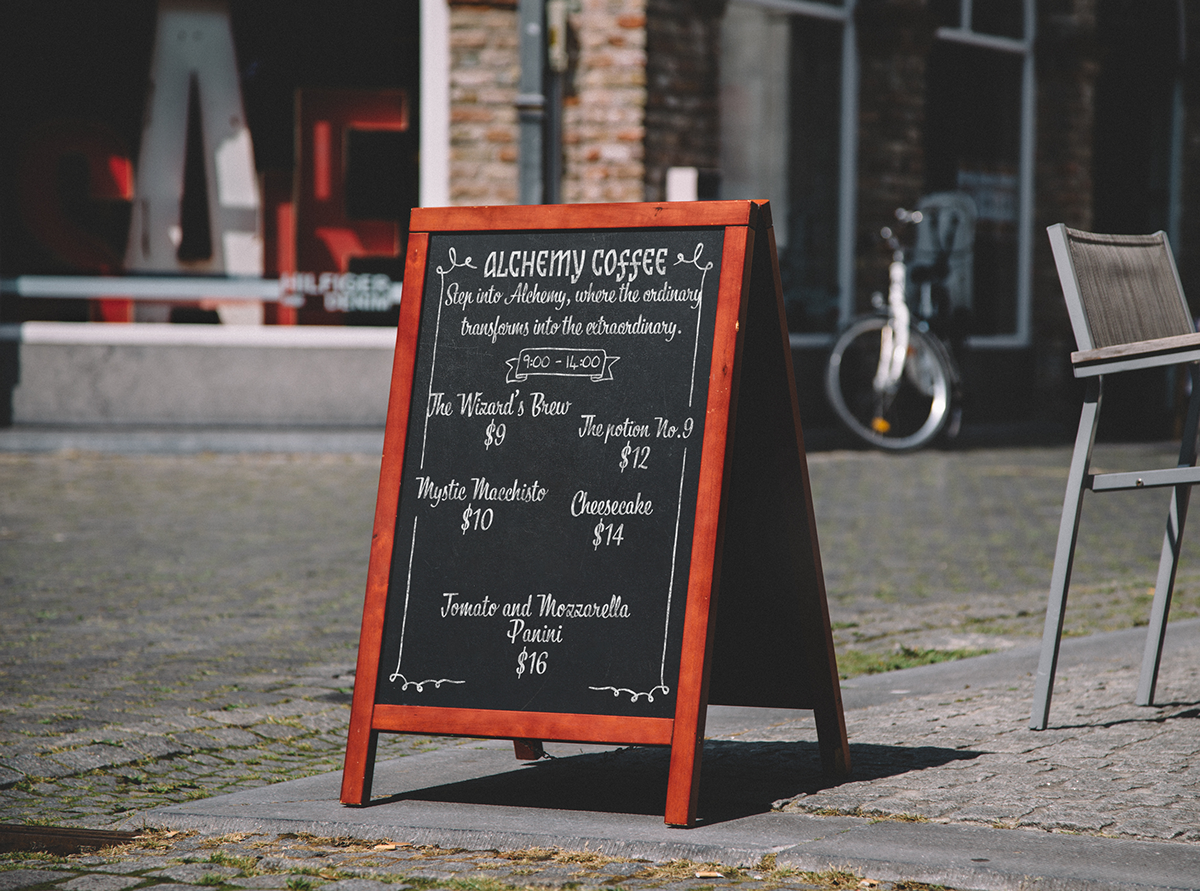 SALE
HILFIGER
DENIM
ALCHEMY COFFEE
Step into Alchemy, where the ordinary
transforms into the extraordinary.
9:00 - 14:00
The Wizard's Brew
$9
The potion No.9
$12
Mystic Macchisto
$10
Cheesecake
$14
Tomato and Mozzarella
Panini
$16